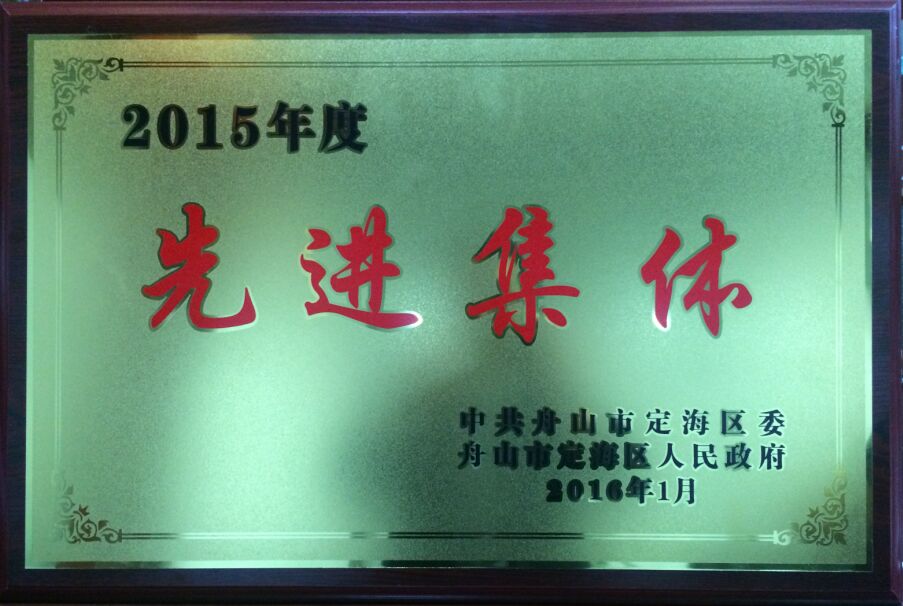 2015年度
先进集体
中共舟山市定海区委
舟山市定海区人民政府
2016年1月